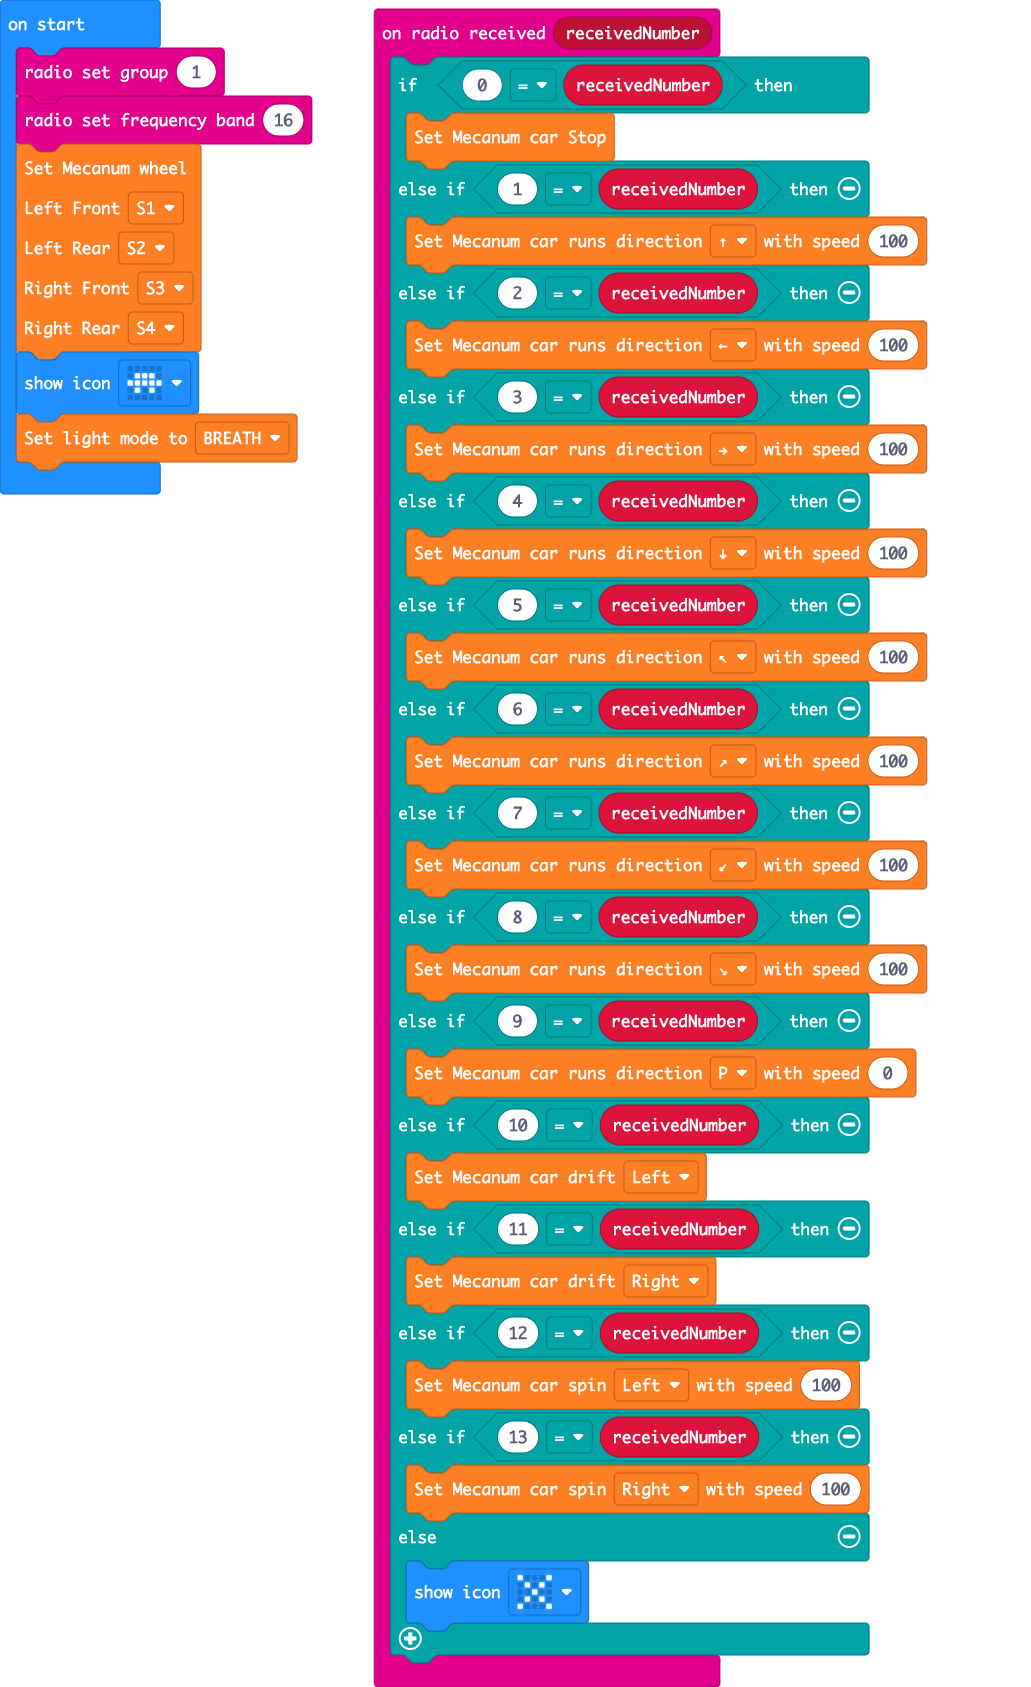 on start
radio set group 1
radio set frequency band 16
Set Mecanum wheel
Left Front S1
Left Rear S2
Right Front S3
Right Rear S4
show icon
Set light mode to BREATH
on radio received receivedNumber
if 0 = receivedNumber then
Set Mecanum car Stop
else if 1 = receivedNumber then
Set Mecanum car runs direction ↑ with speed 100
else if 2 = receivedNumber then
Set Mecanum car runs direction ← with speed 100
else if 3 = receivedNumber then
Set Mecanum car runs direction → with speed 100
else if 4 = receivedNumber then
Set Mecanum car runs direction ↓ with speed 100
else if 5 = receivedNumber then
Set Mecanum car runs direction ↖ with speed 100
else if 6 = receivedNumber then
Set Mecanum car runs direction ↗ with speed 100
else if 7 = receivedNumber then
Set Mecanum car runs direction ↙ with speed 100
else if 8 = receivedNumber then
Set Mecanum car runs direction ↘ with speed 100
else if 9 = receivedNumber then
Set Mecanum car runs direction P with speed 0
else if 10 = receivedNumber then
Set Mecanum car drift Left
else if 11 = receivedNumber then
Set Mecanum car drift Right
else if 12 = receivedNumber then
Set Mecanum car spin Left with speed 100
else if 13 = receivedNumber then
Set Mecanum car spin Right with speed 100
else
show icon